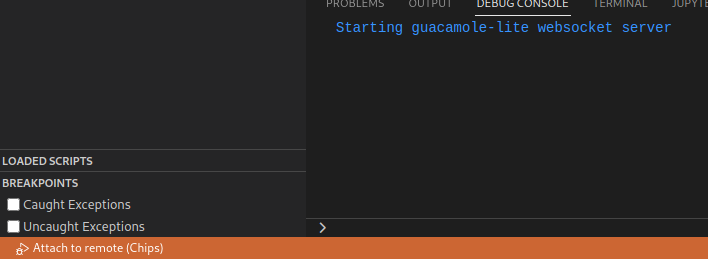 PROBLEMS OUTPUT DEBUG CONSOLE TERMINAL JUPYTE
Starting guacamole-lite websocket server
LOADED SCRIPTS
BREAKPOINTS
Caught Exceptions
Uncaught Exceptions
Attach to remote (Chips)